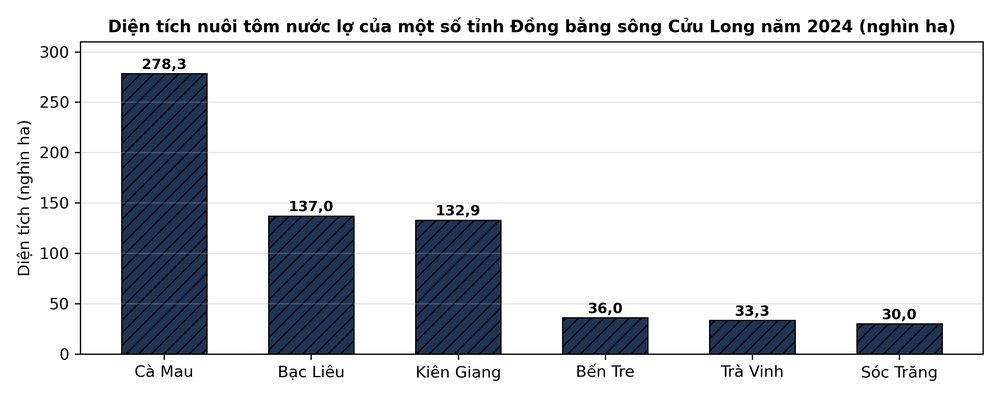 Diện tích nuôi tôm nước lợ của một số tỉnh Đồng bằng sông Cửu Long năm 2024 (nghìn ha)
Diện tích (nghìn ha)
300
250
200
150
100
50
0
278,3
137,0
132,9
36,0
33,3
30,0
Cà Mau
Bạc Liêu
Kiên Giang
Bến Tre
Trà Vinh
Sóc Trăng